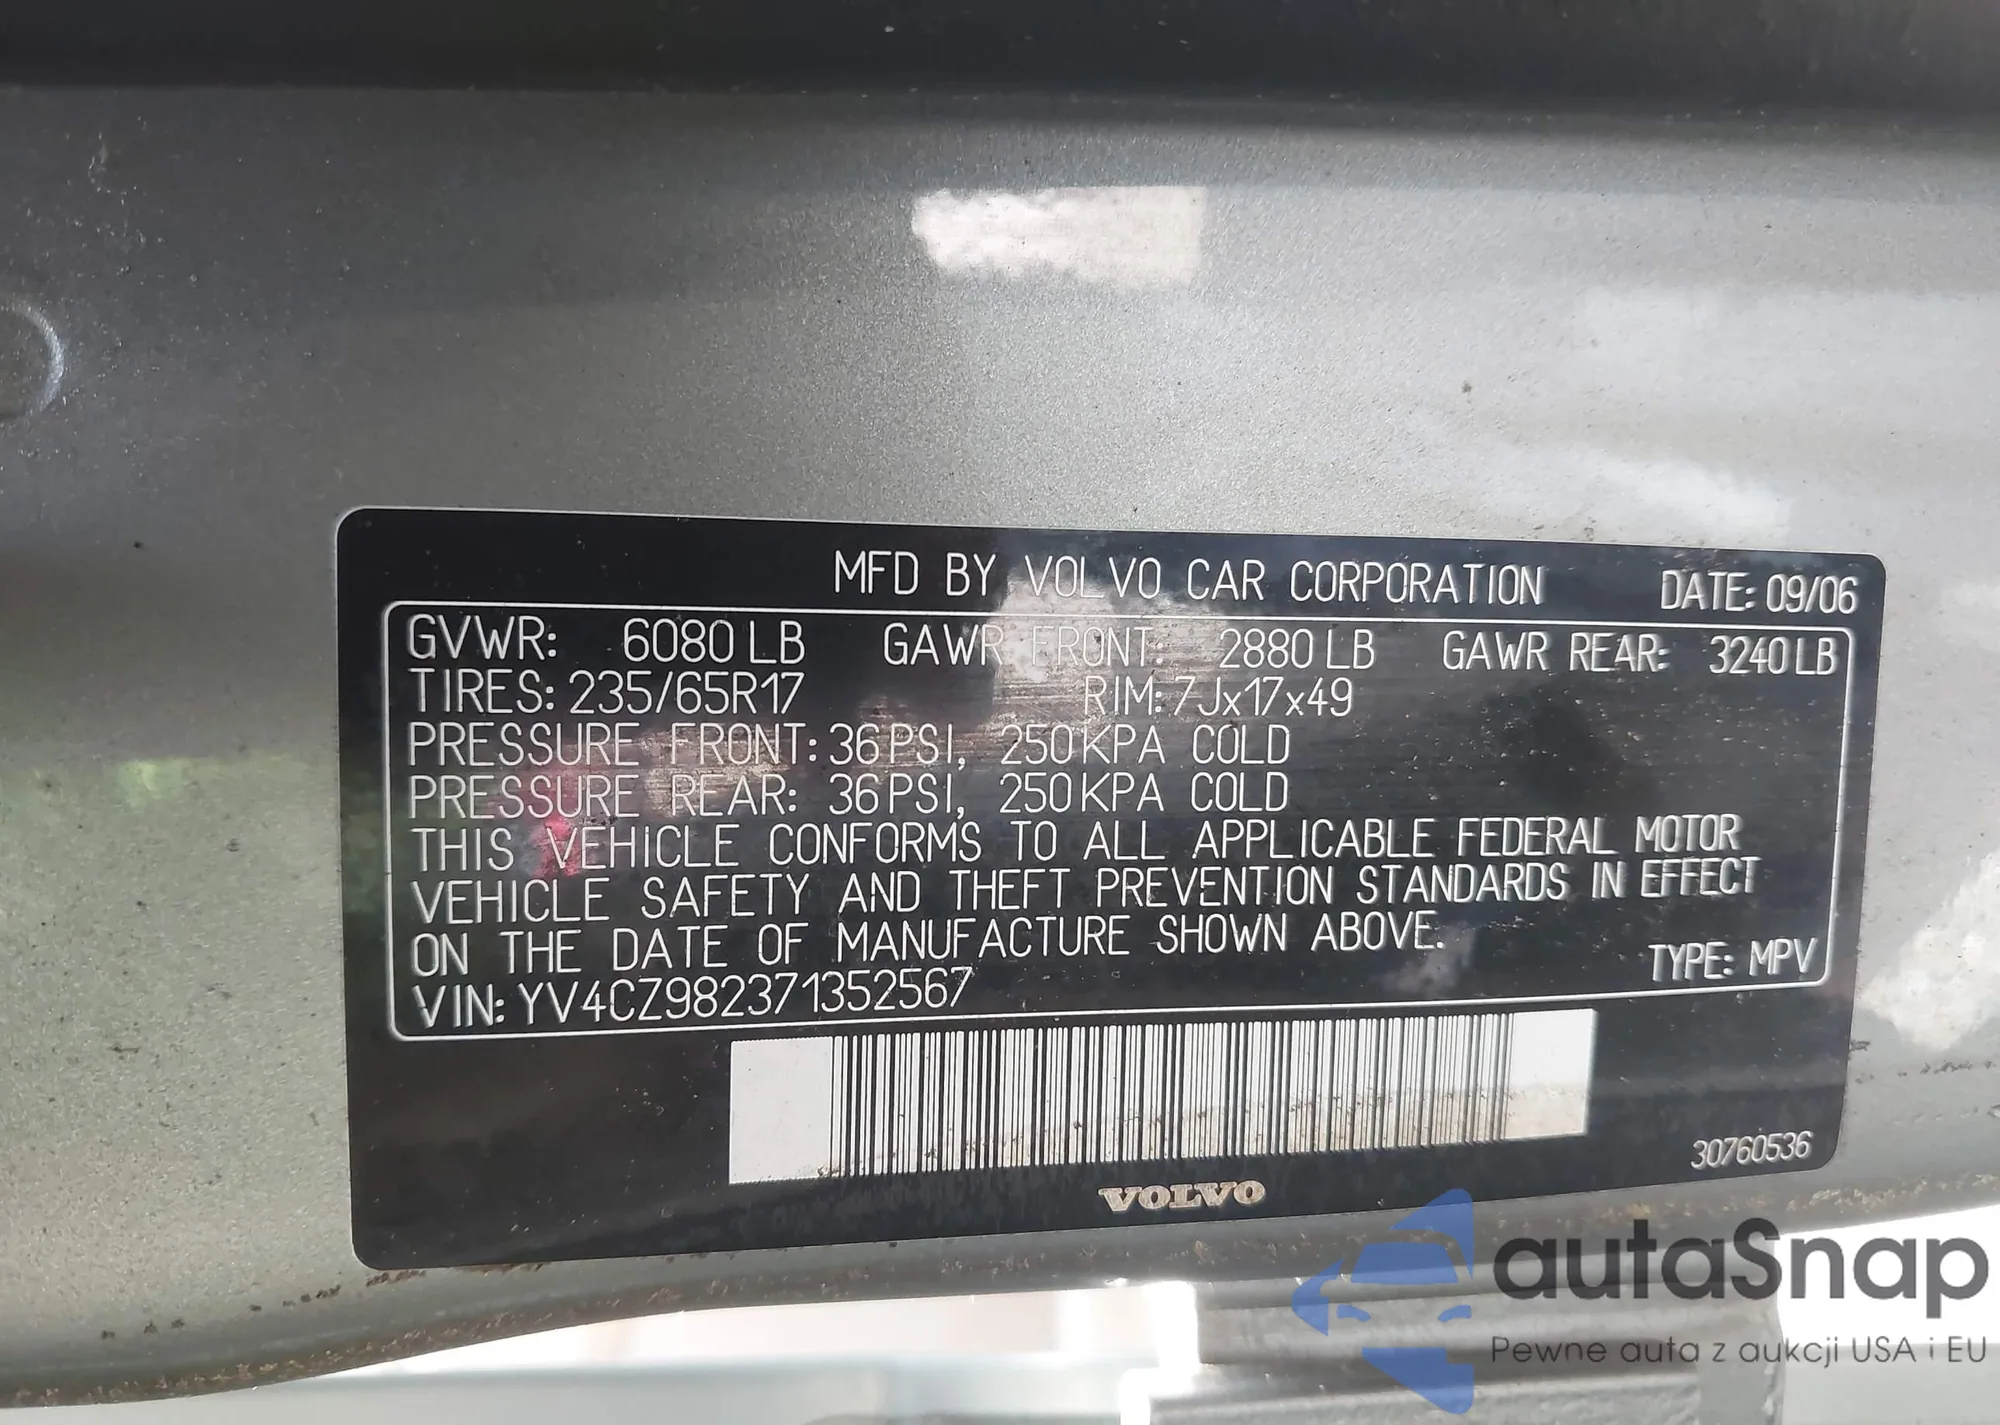 MFD BY VOLVO CAR CORPORATION DATE: 09/06
GVWR: 6080 LB GAWR FRONT: 2880 LB GAWR REAR: 3240 LB
TIRES: 235/65R17 RIM: 7Jx17x49
PRESSURE FRONT: 36 PSI, 250 KPA COLD
PRESSURE REAR: 36 PSI, 250 KPA COLD
THIS VEHICLE CONFORMS TO ALL APPLICABLE FEDERAL MOTOR
VEHICLE SAFETY AND THEFT PREVENTION STANDARDS IN EFFECT
ON THE DATE OF MANUFACTURE SHOWN ABOVE.
TYPE: MPV
VIN: YV4CZ982371352567
30760536
VOLVO
autaSnap
Pewne auta z aukcji USA i EU